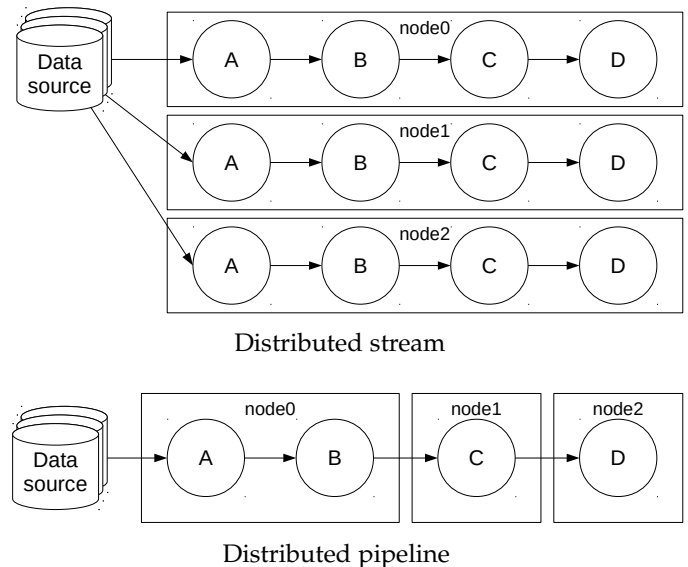 Data
source
node0
A
B
C
D
node1
A
B
C
D
node2
A
B
C
D
Distributed stream
Data
source
node0
A
B
node1
C
node2
D
Distributed pipeline